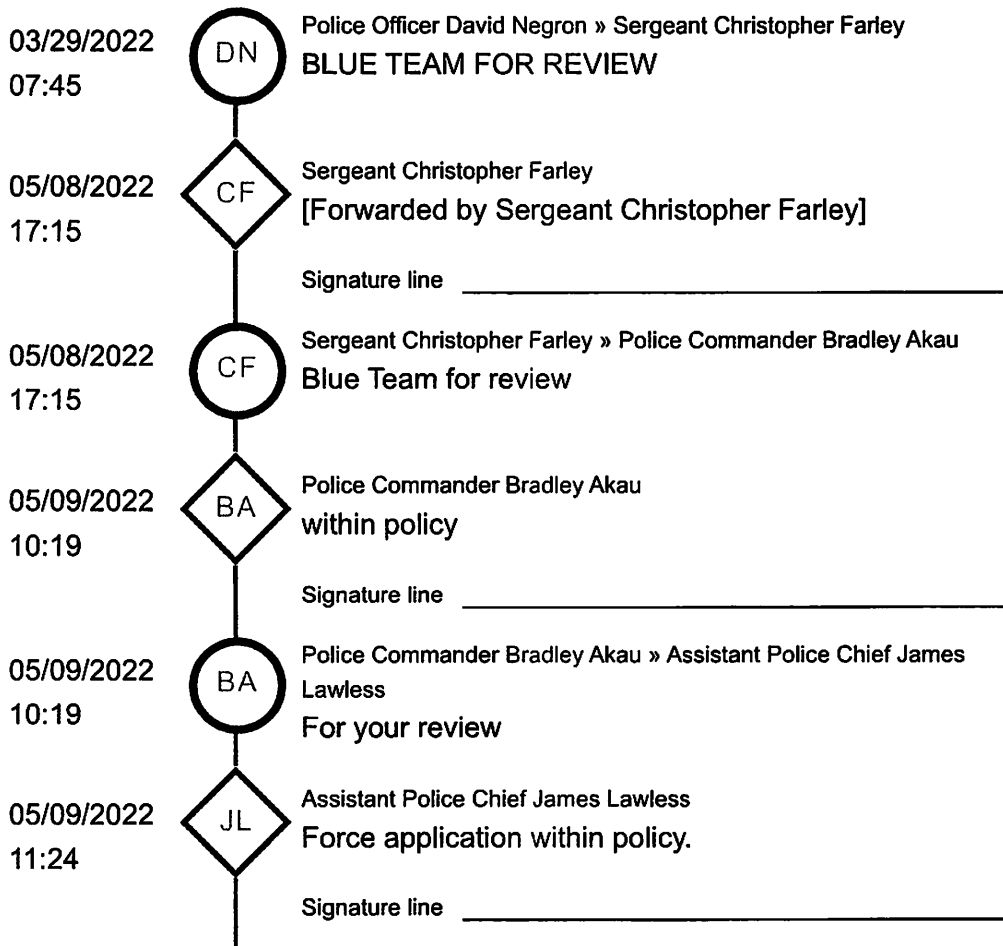 03/29/2022
07:45
DN
Police Officer David Negron » Sergeant Christopher Farley
BLUE TEAM FOR REVIEW
05/08/2022
17:15
CF
Sergeant Christopher Farley
[Forwarded by Sergeant Christopher Farley]
Signature line
05/08/2022
17:15
CF
Sergeant Christopher Farley » Police Commander Bradley Akau
Blue Team for review
05/09/2022
10:19
BA
Police Commander Bradley Akau
within policy
Signature line
05/09/2022
10:19
BA
Police Commander Bradley Akau » Assistant Police Chief James
Lawless
For your review
05/09/2022
11:24
JL
Assistant Police Chief James Lawless
Force application within policy.
Signature line